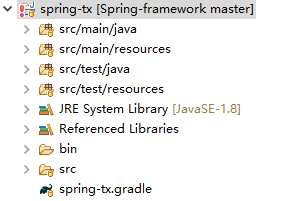 spring-tx [Spring-framework master]
src/main/java
src/main/resources
src/test/java
src/test/resources
JRE System Library [JavaSE-1.8]
Referenced Libraries
bin
src
spring-tx.gradle